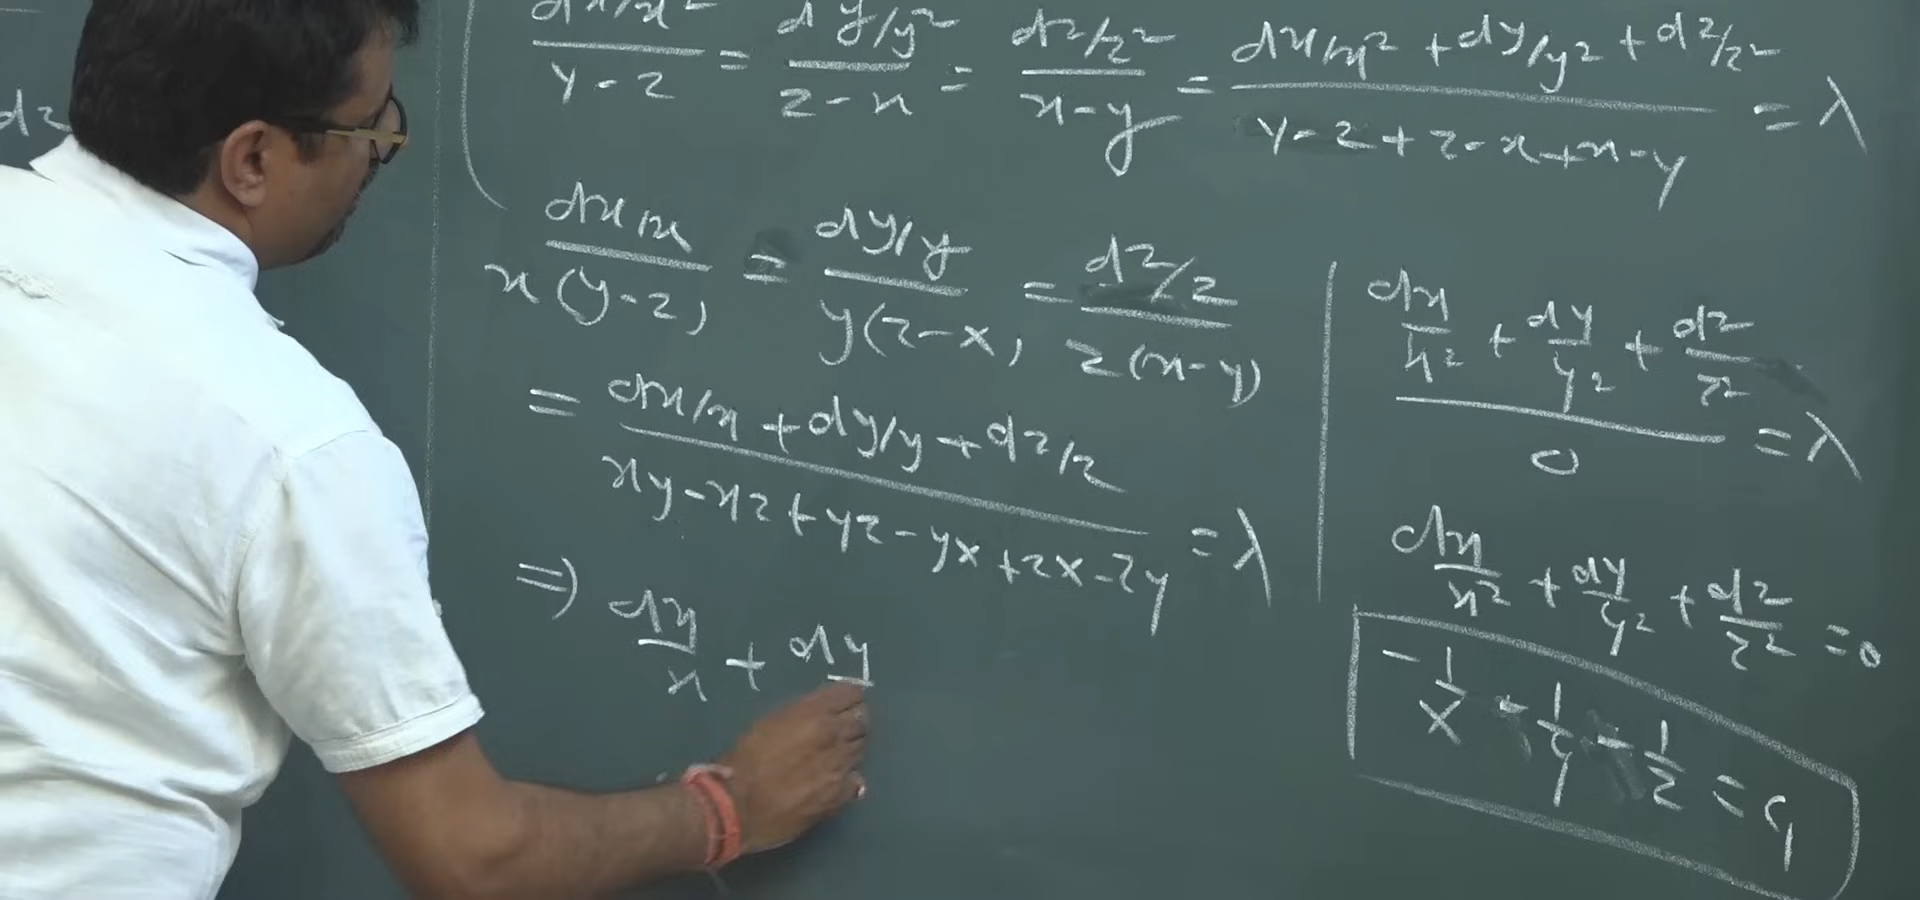 dz
dx/x² / y-z = dy/y² / z-x = dz/z² / x-y = dx/x² + dy/y² + dz/z² / y-z+z-x+x-y = λ
dx/x / x(y-z) = dy/y / y(z-x) = dz/z / z(x-y)
= dx/x + dy/y + dz/z / xy-xz+yz-yx+zx-zy = λ
⇒ dx/x + dy
dx/x² + dy/y² + dz/z² / 0 = λ
dx/x² + dy/y² + dz/z² = 0
-1/x - 1/y - 1/z = c₁